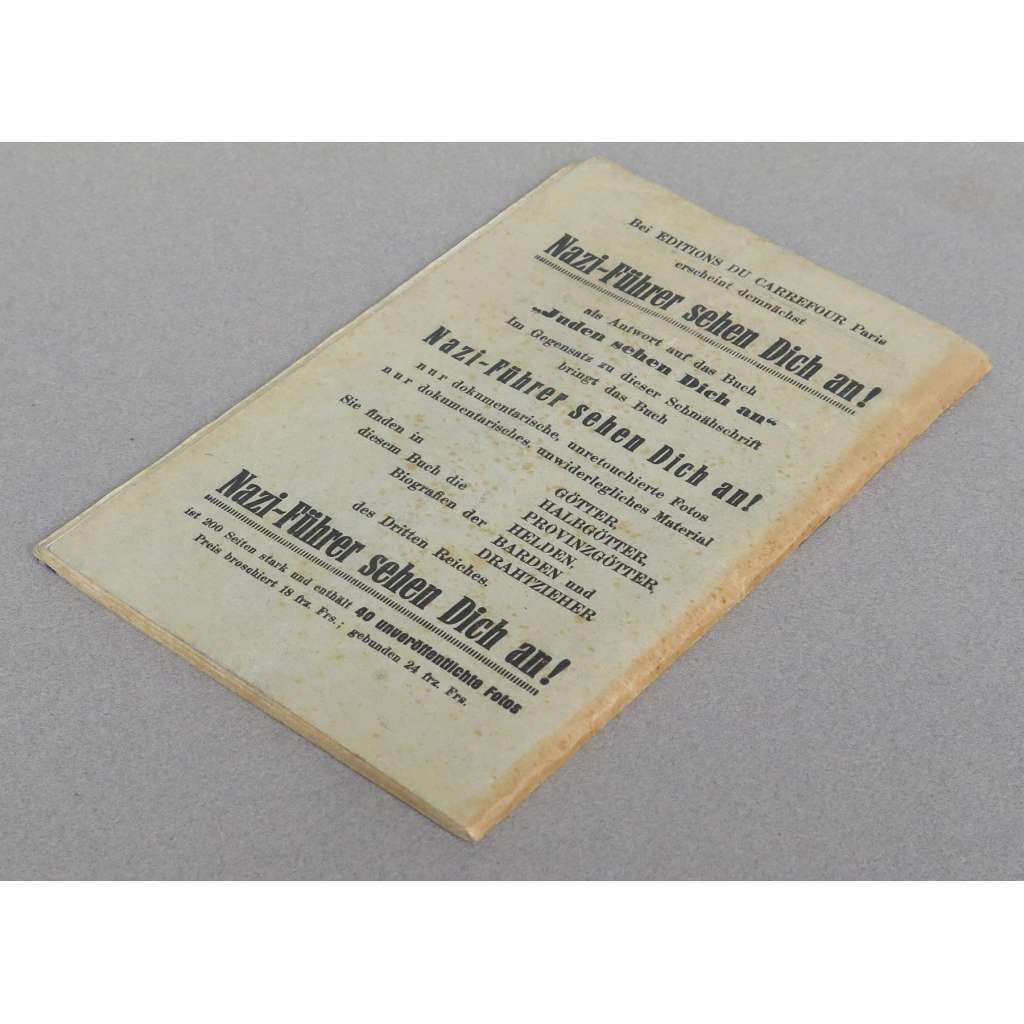 Bei EDITIONS DU CARREFOUR Paris
erscheint demnächst
Nazi-Führer sehen Dich an!
als Antwort auf das Buch
„Juden sehen Dich an“
Im Gegensatz zu dieser Schmähschrift
bringt das Buch
Nazi-Führer sehen Dich an!
nur dokumentarische, unretouchierte Fotos
nur dokumentarisches, unwiderlegliches Material
Sie finden in
diesem Buch die
Biografien der
GÖTTER,
HALBGÖTTER,
PROVINZGÖTTER,
HELDEN,
BARDEN und
DRAHTZIEHER
des Dritten Reiches.
Nazi-Führer sehen Dich an!
ist 200 Seiten stark und enthält 40 unveröffentlichte Fotos
Preis broschiert 18 frz. Frs.; gebunden 24 frz. Frs.